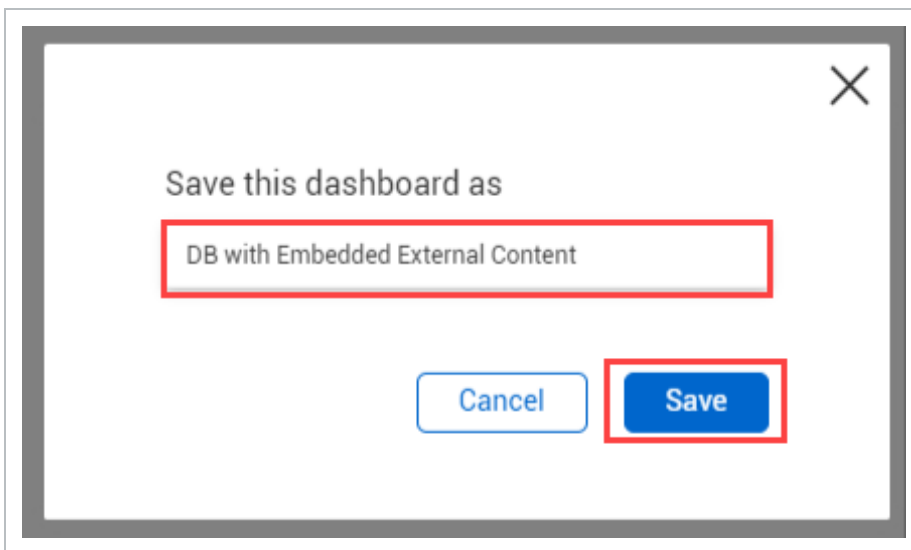 Save this dashboard as
DB with Embedded External Content
Cancel
Save